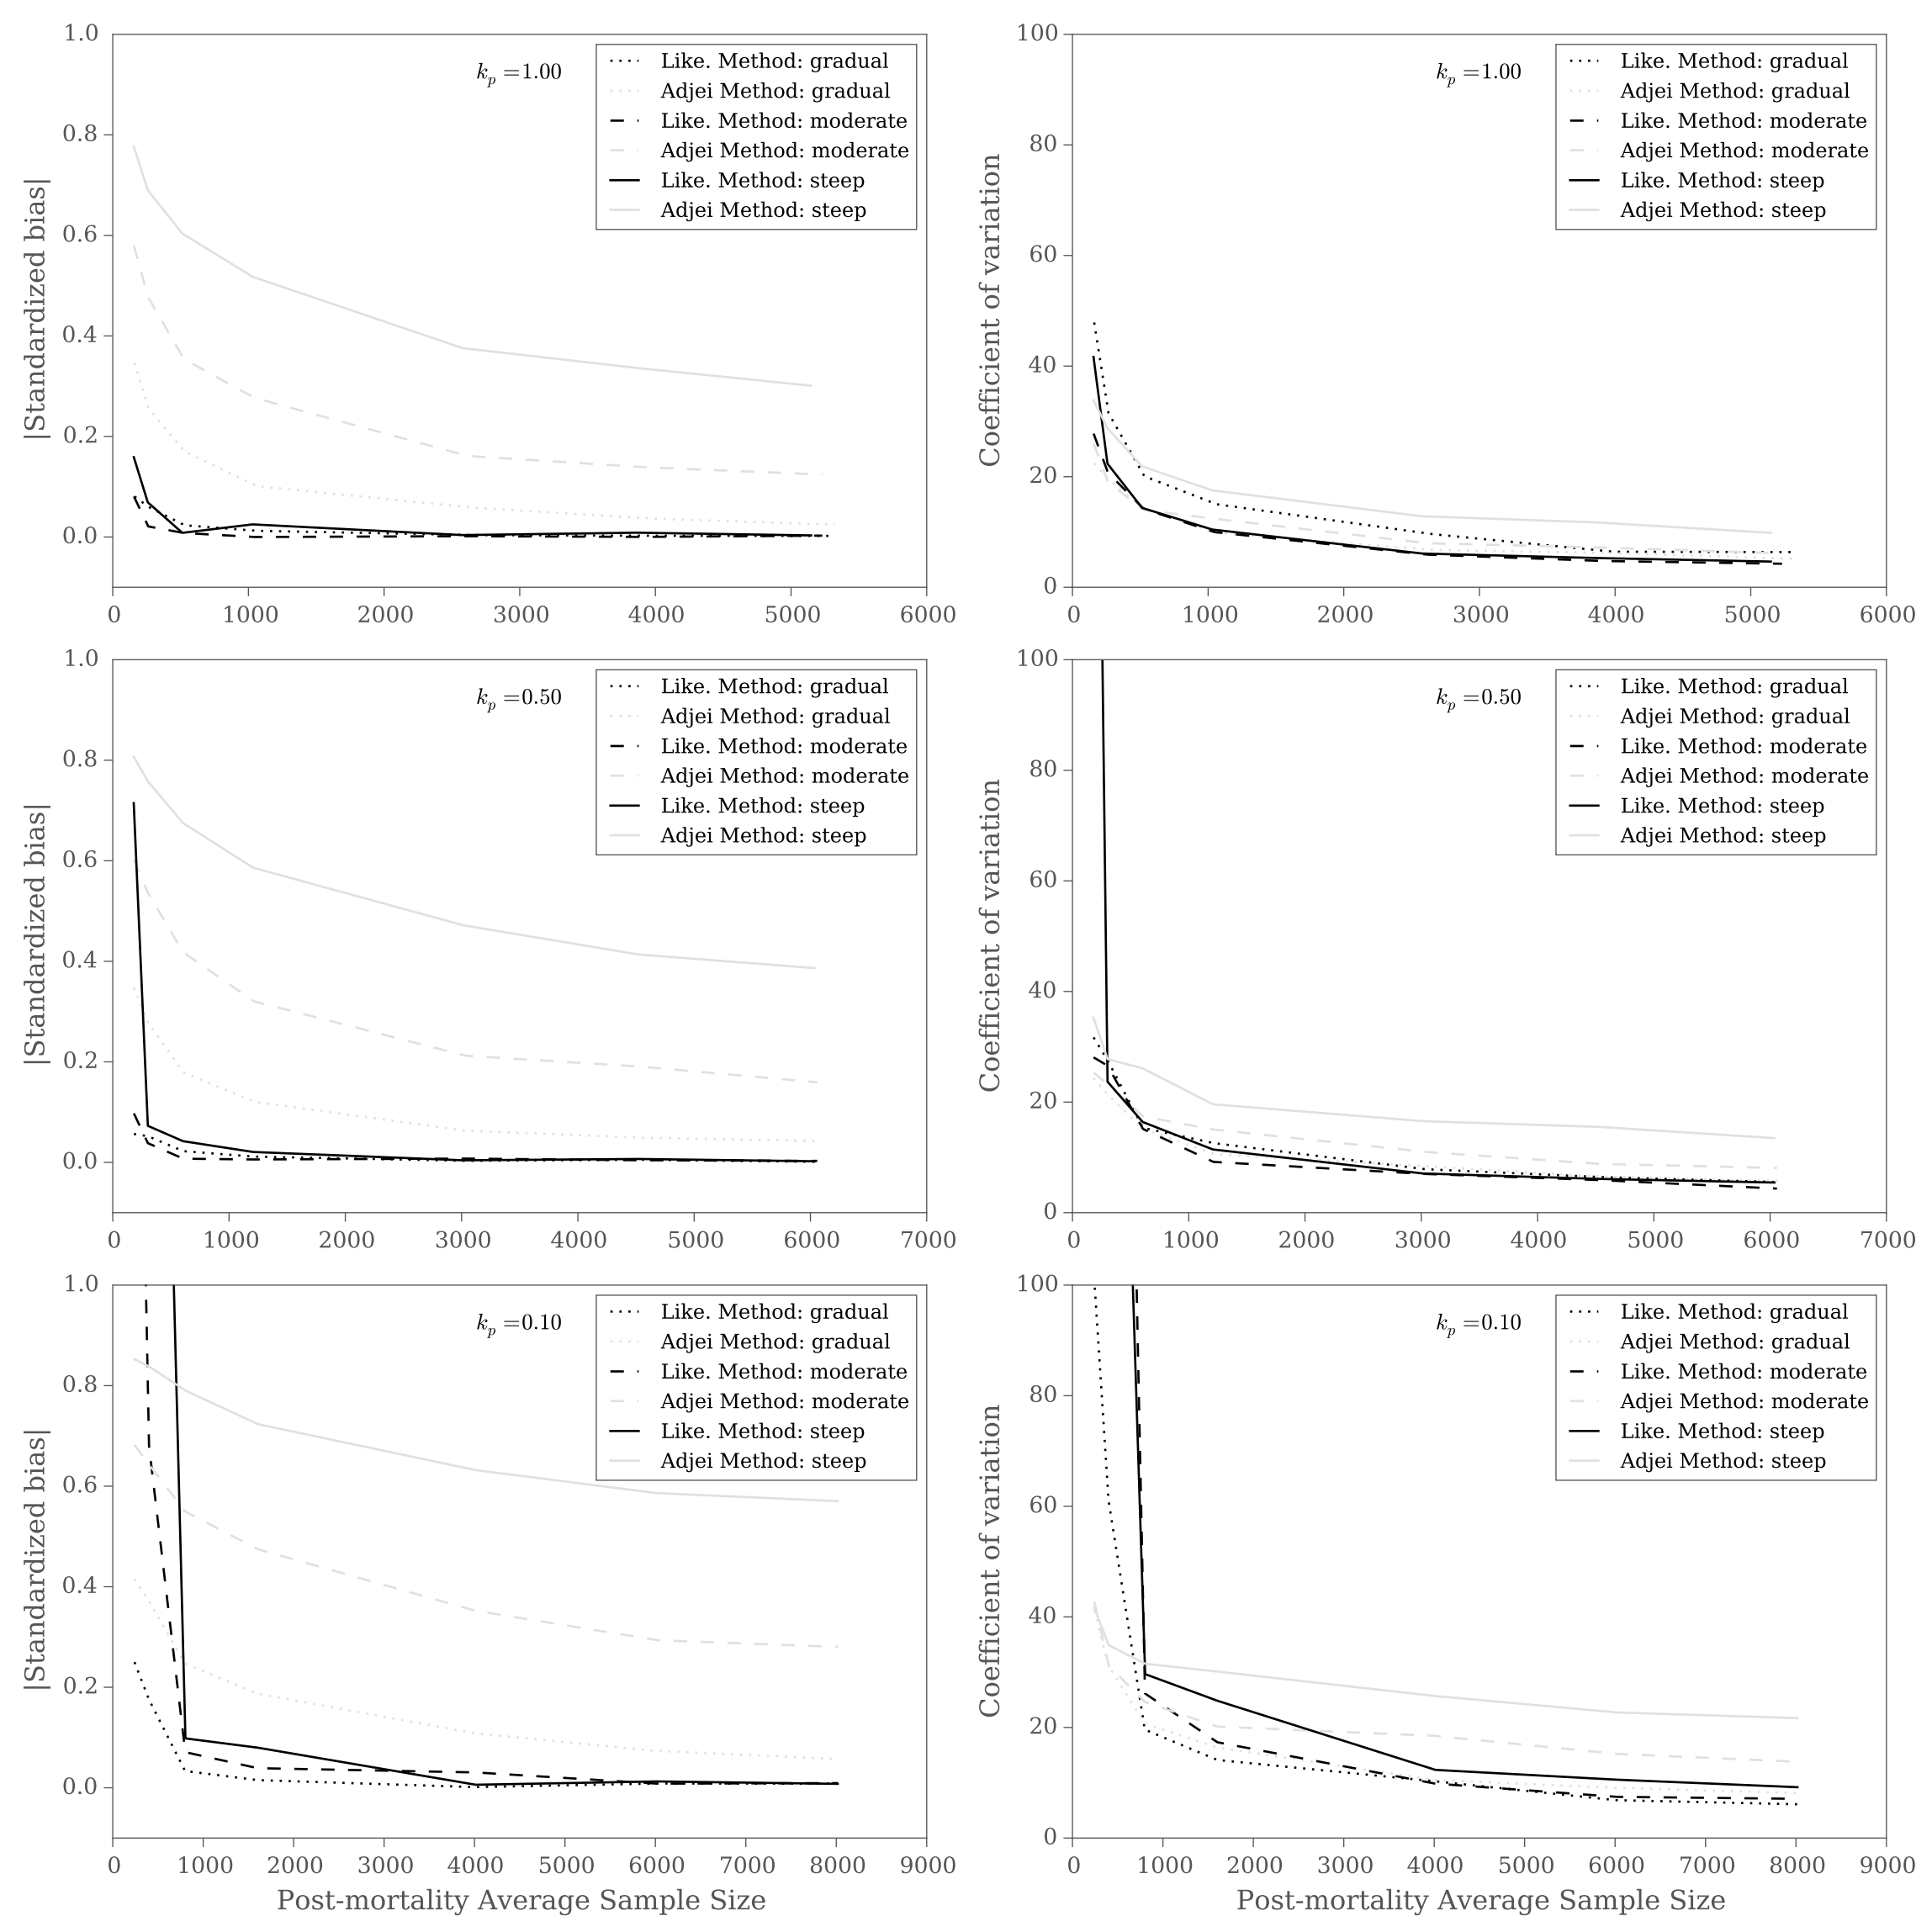 1.0
0.8
0.6
0.4
0.2
0.0
|Standardized bias|
k_p =1.00
Like. Method: gradual
Adjei Method: gradual
Like. Method: moderate
Adjei Method: moderate
Like. Method: steep
Adjei Method: steep
0 1000 2000 3000 4000 5000 6000
100
80
60
40
20
0
Coefficient of variation
k_p =1.00
Like. Method: gradual
Adjei Method: gradual
Like. Method: moderate
Adjei Method: moderate
Like. Method: steep
Adjei Method: steep
0 1000 2000 3000 4000 5000 6000
1.0
0.8
0.6
0.4
0.2
0.0
|Standardized bias|
k_p =0.50
Like. Method: gradual
Adjei Method: gradual
Like. Method: moderate
Adjei Method: moderate
Like. Method: steep
Adjei Method: steep
0 1000 2000 3000 4000 5000 6000 7000
100
80
60
40
20
0
Coefficient of variation
k_p =0.50
Like. Method: gradual
Adjei Method: gradual
Like. Method: moderate
Adjei Method: moderate
Like. Method: steep
Adjei Method: steep
0 1000 2000 3000 4000 5000 6000 7000
1.0
0.8
0.6
0.4
0.2
0.0
|Standardized bias|
k_p =0.10
Like. Method: gradual
Adjei Method: gradual
Like. Method: moderate
Adjei Method: moderate
Like. Method: steep
Adjei Method: steep
0 1000 2000 3000 4000 5000 6000 7000 8000 9000
Post-mortality Average Sample Size
100
80
60
40
20
0
Coefficient of variation
k_p =0.10
Like. Method: gradual
Adjei Method: gradual
Like. Method: moderate
Adjei Method: moderate
Like. Method: steep
Adjei Method: steep
0 1000 2000 3000 4000 5000 6000 7000 8000 9000
Post-mortality Average Sample Size